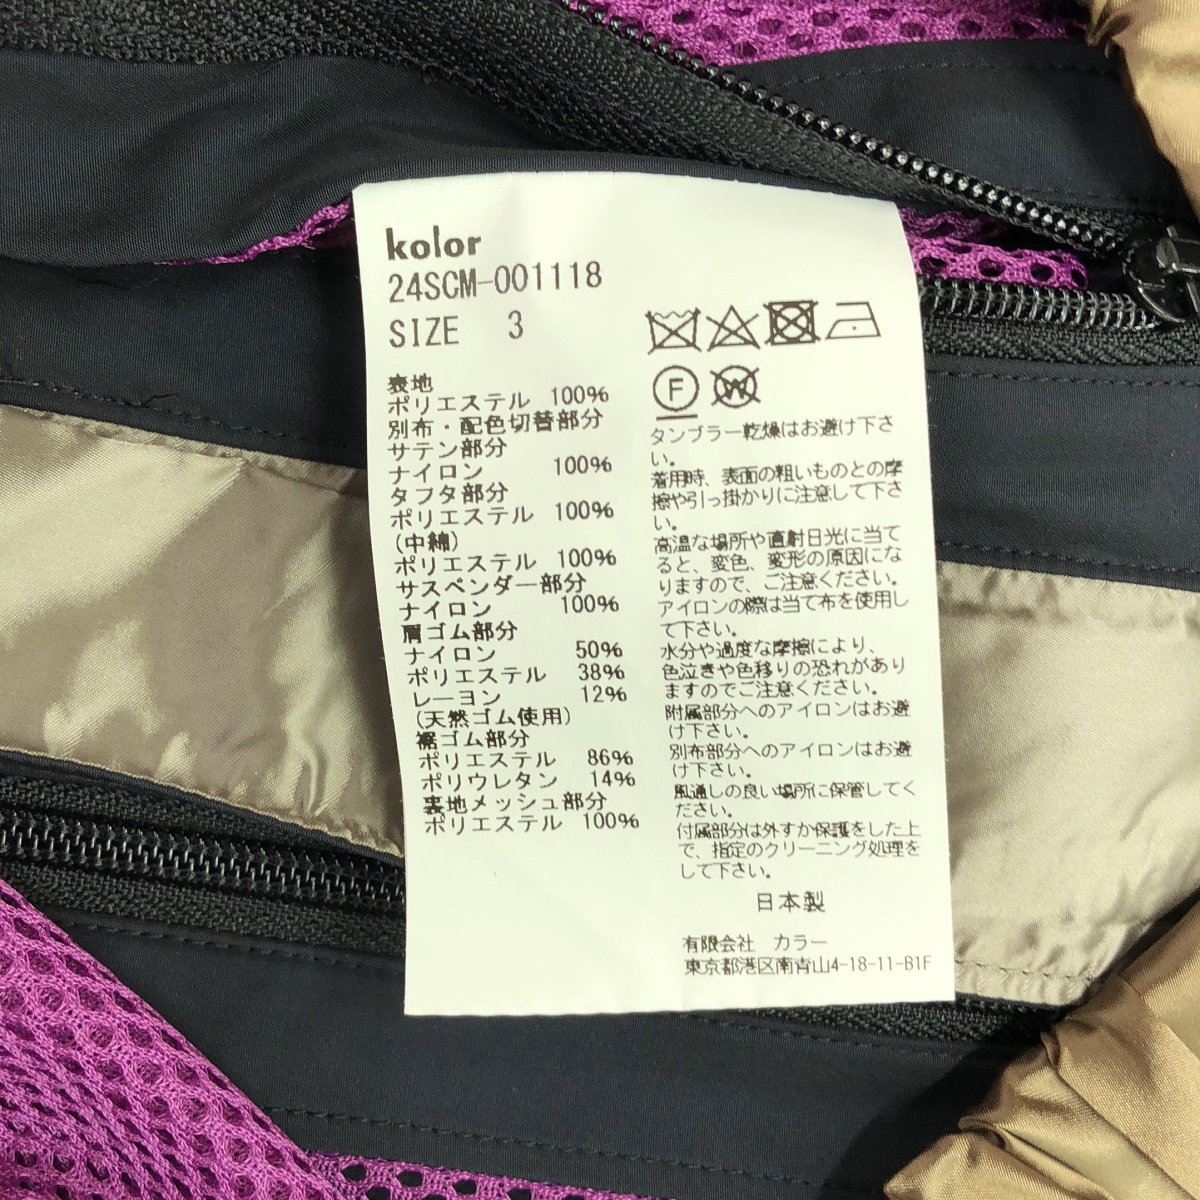 kolor
24SCM-001118
SIZE 3
表地
ポリエステル 100%
別布・配色切替部分
サテン部分
ナイロン 100%
タフタ部分
ポリエステル 100%
(中綿)
ポリエステル 100%
サスペンダー部分
ナイロン 100%
肩ゴム部分
ナイロン 50%
ポリエステル 38%
レーヨン 12%
(天然ゴム使用)
裾ゴム部分
ポリエステル 86%
ポリウレタン 14%
裏地メッシュ部分
ポリエステル 100%
F
W
タンブラー乾燥はお避け下さ
い。
着用時、表面の粗いものとの摩
擦や引っ掛かりに注意して下さ
い。
高温な場所や直射日光に当て
ると、変色、変形の原因にな
りますので、ご注意ください。
アイロンの際は当て布を使用し
て下さい。
水分や過度な摩擦により、
色泣きや色移りの恐れがあり
ますのでご注意ください。
附属部分へのアイロンはお避
け下さい。
別布部分へのアイロンはお避
け下さい。
風通しの良い場所に保管してく
ださい。
付属部分は外すか保護をした上
で、指定のクリーニング処理を
して下さい。
日本製
有限会社 カラー
東京都港区南青山4-18-11-B1F